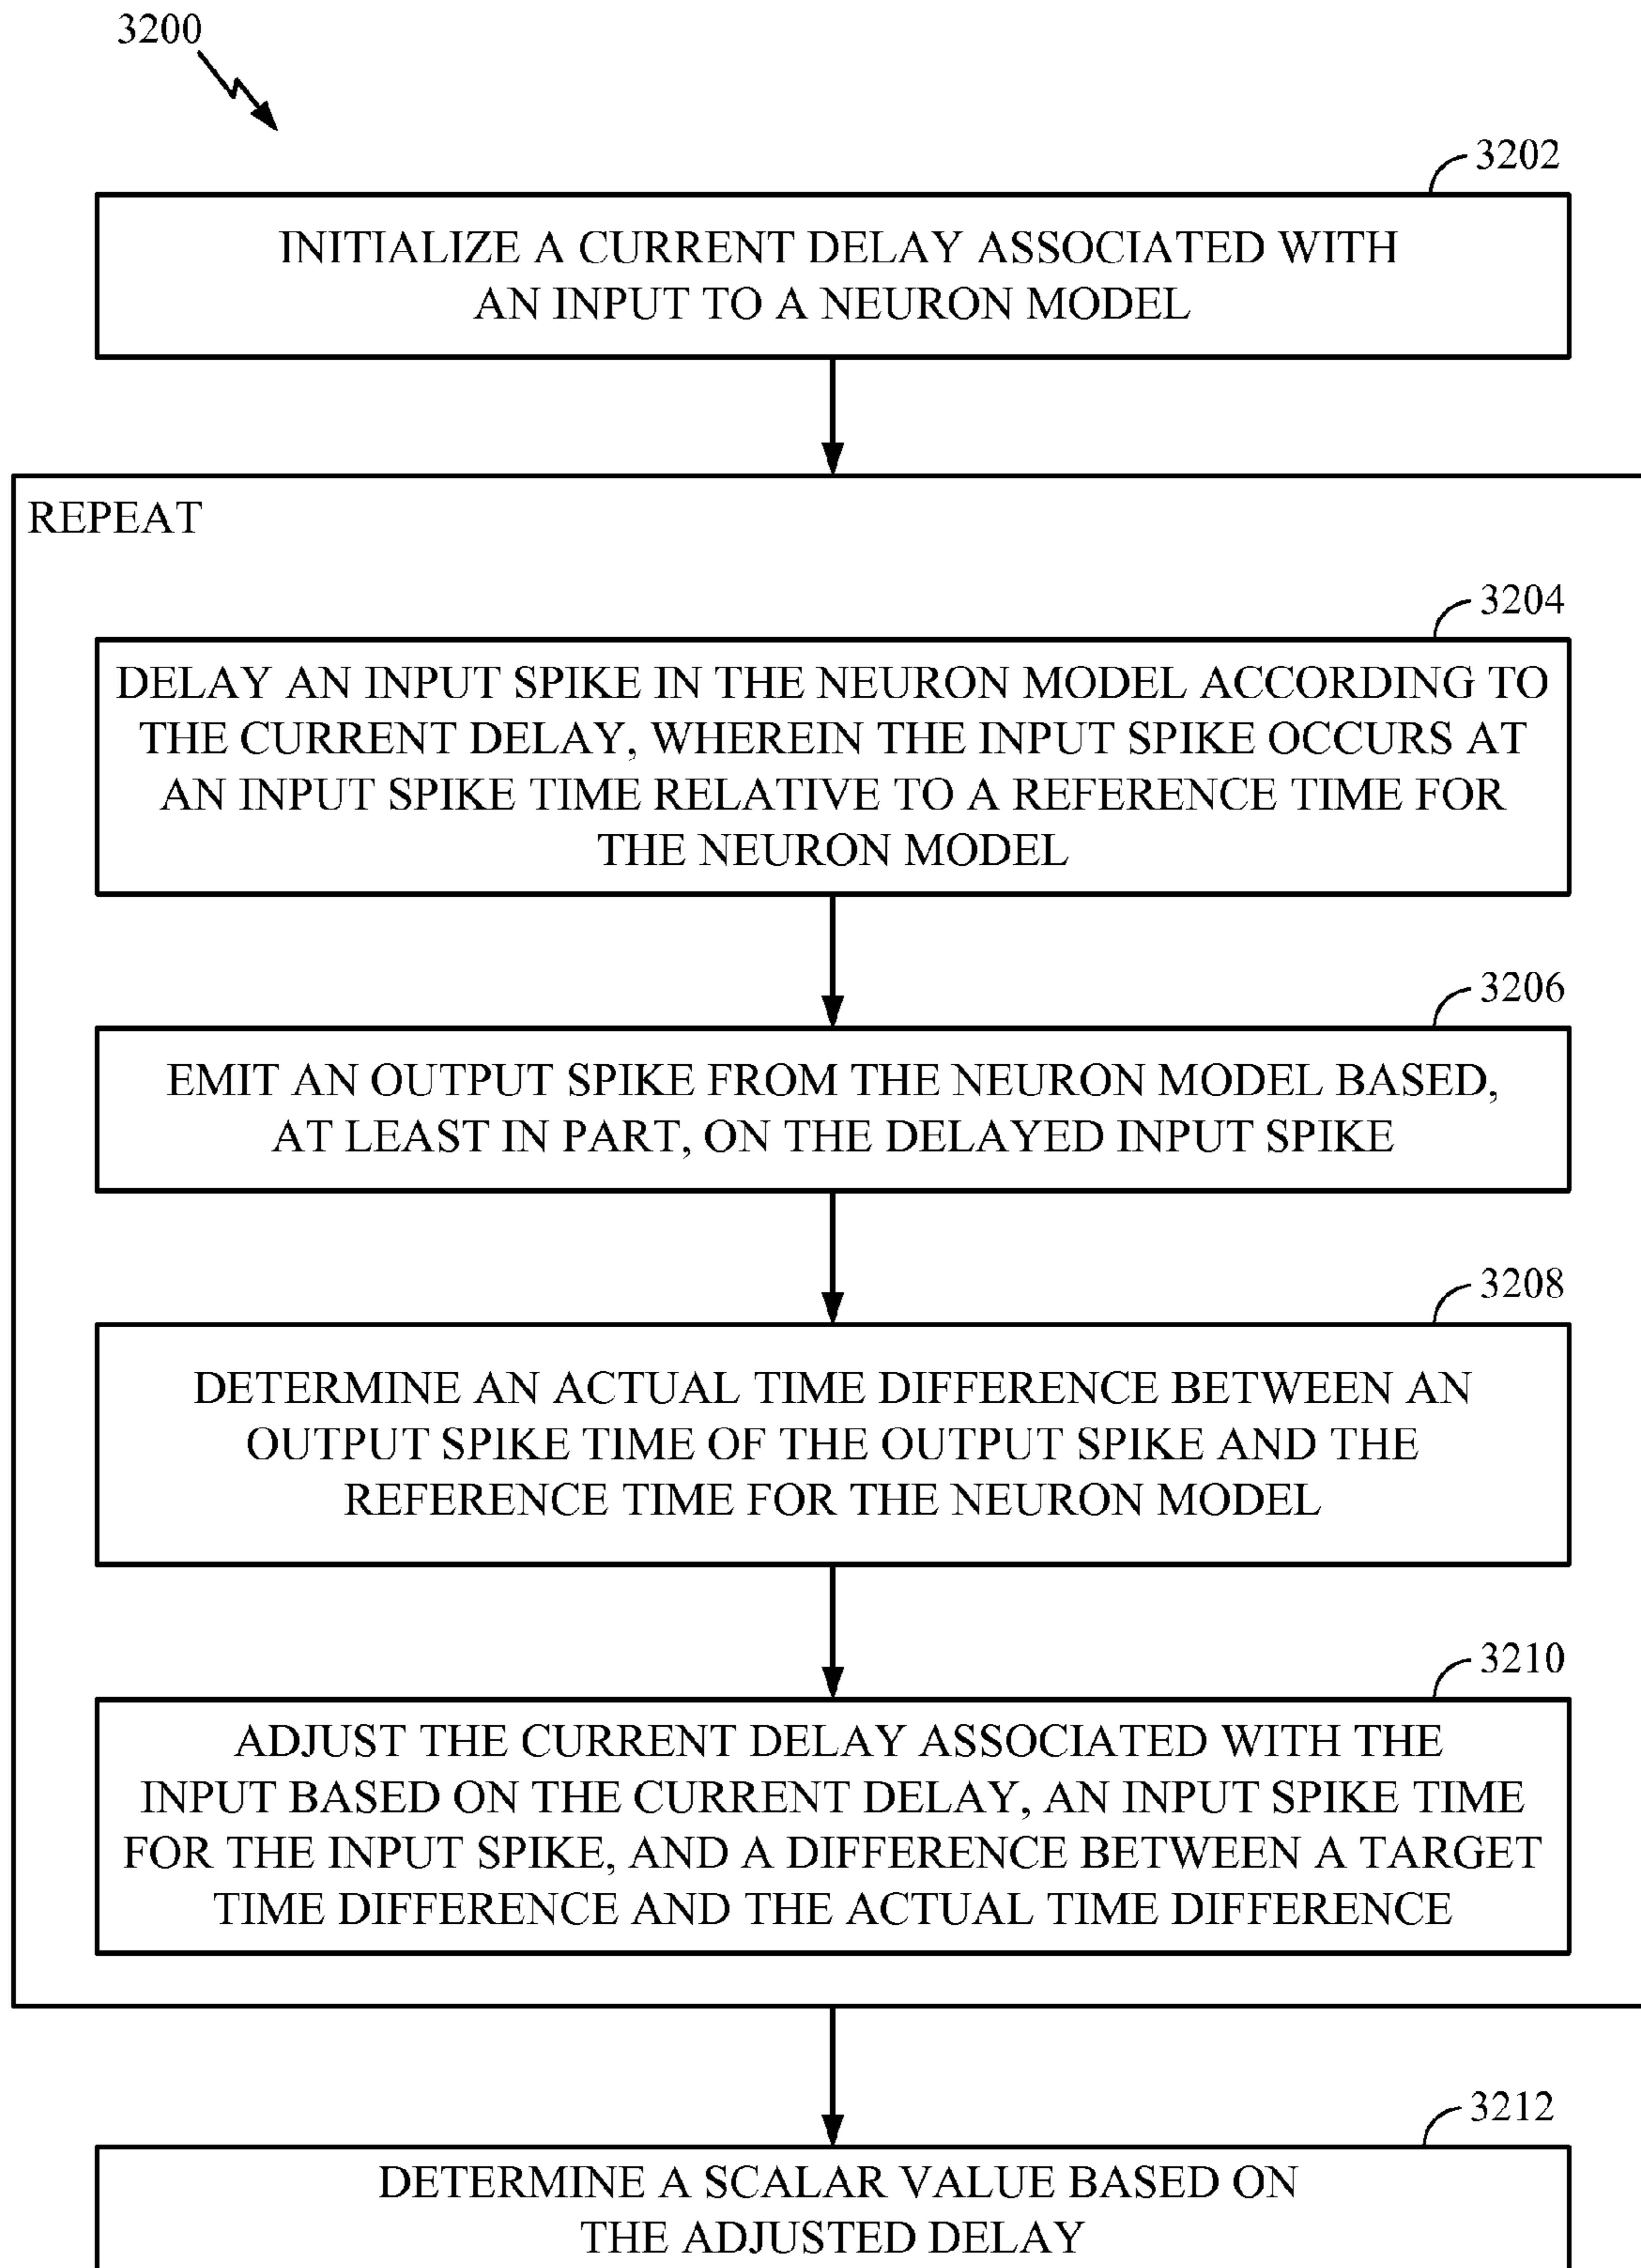 3200
3202
INITIALIZE A CURRENT DELAY ASSOCIATED WITH
AN INPUT TO A NEURON MODEL
REPEAT
3204
DELAY AN INPUT SPIKE IN THE NEURON MODEL ACCORDING TO
THE CURRENT DELAY, WHEREIN THE INPUT SPIKE OCCURS AT
AN INPUT SPIKE TIME RELATIVE TO A REFERENCE TIME FOR
THE NEURON MODEL
3206
EMIT AN OUTPUT SPIKE FROM THE NEURON MODEL BASED,
AT LEAST IN PART, ON THE DELAYED INPUT SPIKE
3208
DETERMINE AN ACTUAL TIME DIFFERENCE BETWEEN AN
OUTPUT SPIKE TIME OF THE OUTPUT SPIKE AND THE
REFERENCE TIME FOR THE NEURON MODEL
3210
ADJUST THE CURRENT DELAY ASSOCIATED WITH THE
INPUT BASED ON THE CURRENT DELAY, AN INPUT SPIKE TIME
FOR THE INPUT SPIKE, AND A DIFFERENCE BETWEEN A TARGET
TIME DIFFERENCE AND THE ACTUAL TIME DIFFERENCE
3212
DETERMINE A SCALAR VALUE BASED ON
THE ADJUSTED DELAY